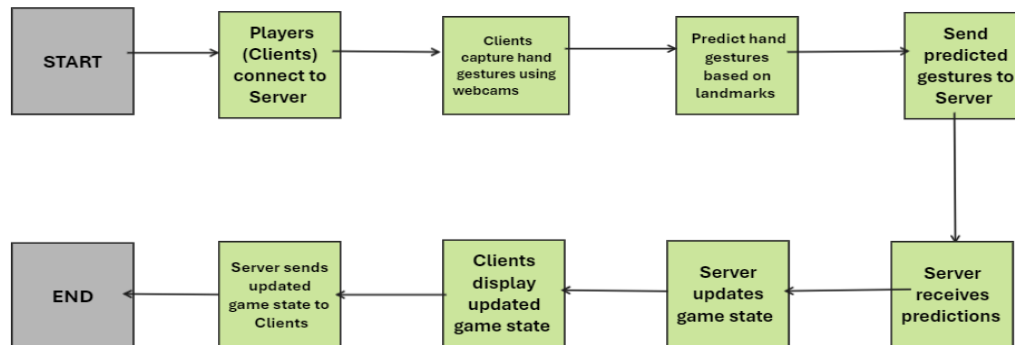 START
Players
(Clients)
connect to
Server
Clients
capture hand
gestures using
webcams
Predict hand
gestures
based on
landmarks
Send
predicted
gestures to
Server
END
Server sends
updated
game state to
Clients
Clients
display
updated
game state
Server
updates
game state
Server
receives
predictions